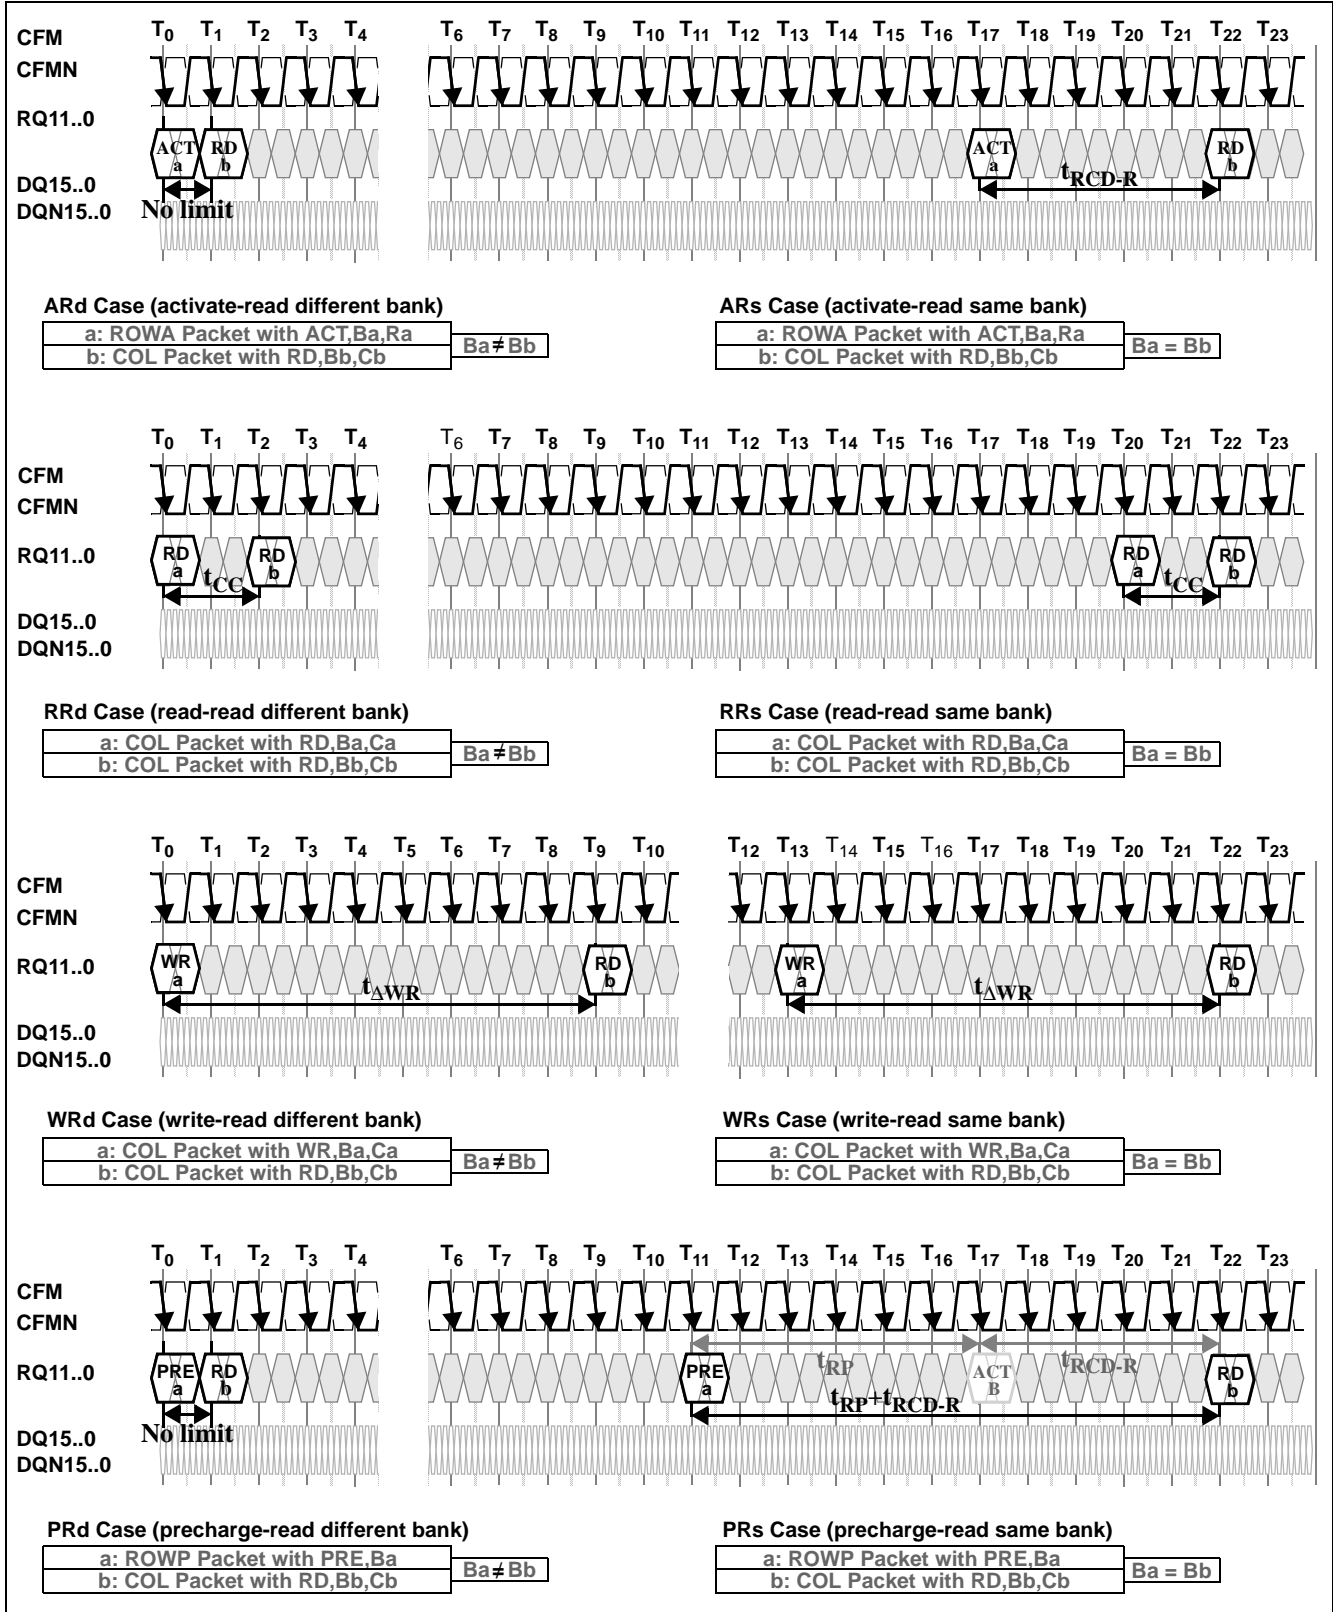 T0 T1 T2 T3 T4 T6 T7 T8 T9 T10 T11 T12 T13 T14 T15 T16 T17 T18 T19 T20 T21 T22 T23
CFM
CFMN
RQ11..0
ACT a RD b ACT a RD b
tRCD-R
DQ15..0
No limit
DQN15..0
ARd Case (activate-read different bank) ARs Case (activate-read same bank)
a: ROWA Packet with ACT,Ba,Ra a: ROWA Packet with ACT,Ba,Ra
Ba≠Bb Ba = Bb
b: COL Packet with RD,Bb,Cb b: COL Packet with RD,Bb,Cb
T0 T1 T2 T3 T4 T6 T7 T8 T9 T10 T11 T12 T13 T14 T15 T16 T17 T18 T19 T20 T21 T22 T23
CFM
CFMN
RQ11..0
RD a RD b RD a RD b
tCC tCC
DQ15..0
DQN15..0
RRd Case (read-read different bank) RRs Case (read-read same bank)
a: COL Packet with RD,Ba,Ca a: COL Packet with RD,Ba,Ca
Ba≠Bb Ba = Bb
b: COL Packet with RD,Bb,Cb b: COL Packet with RD,Bb,Cb
T0 T1 T2 T3 T4 T5 T6 T7 T8 T9 T10 T12 T13 T14 T15 T16 T17 T18 T19 T20 T21 T22 T23
CFM
CFMN
RQ11..0
WR a RD b WR a RD b
tΔWR tΔWR
DQ15..0
DQN15..0
WRd Case (write-read different bank) WRs Case (write-read same bank)
a: COL Packet with WR,Ba,Ca a: COL Packet with WR,Ba,Ca
Ba≠Bb Ba = Bb
b: COL Packet with RD,Bb,Cb b: COL Packet with RD,Bb,Cb
T0 T1 T2 T3 T4 T6 T7 T8 T9 T10 T11 T12 T13 T14 T15 T16 T17 T18 T19 T20 T21 T22 T23
CFM
CFMN
RQ11..0
tRP tRCD-R
PRE a RD b PRE a ACT B RD b
tRP+tRCD-R
No limit
DQ15..0
DQN15..0
PRd Case (precharge-read different bank) PRs Case (precharge-read same bank)
a: ROWP Packet with PRE,Ba a: ROWP Packet with PRE,Ba
Ba≠Bb Ba = Bb
b: COL Packet with RD,Bb,Cb b: COL Packet with RD,Bb,Cb